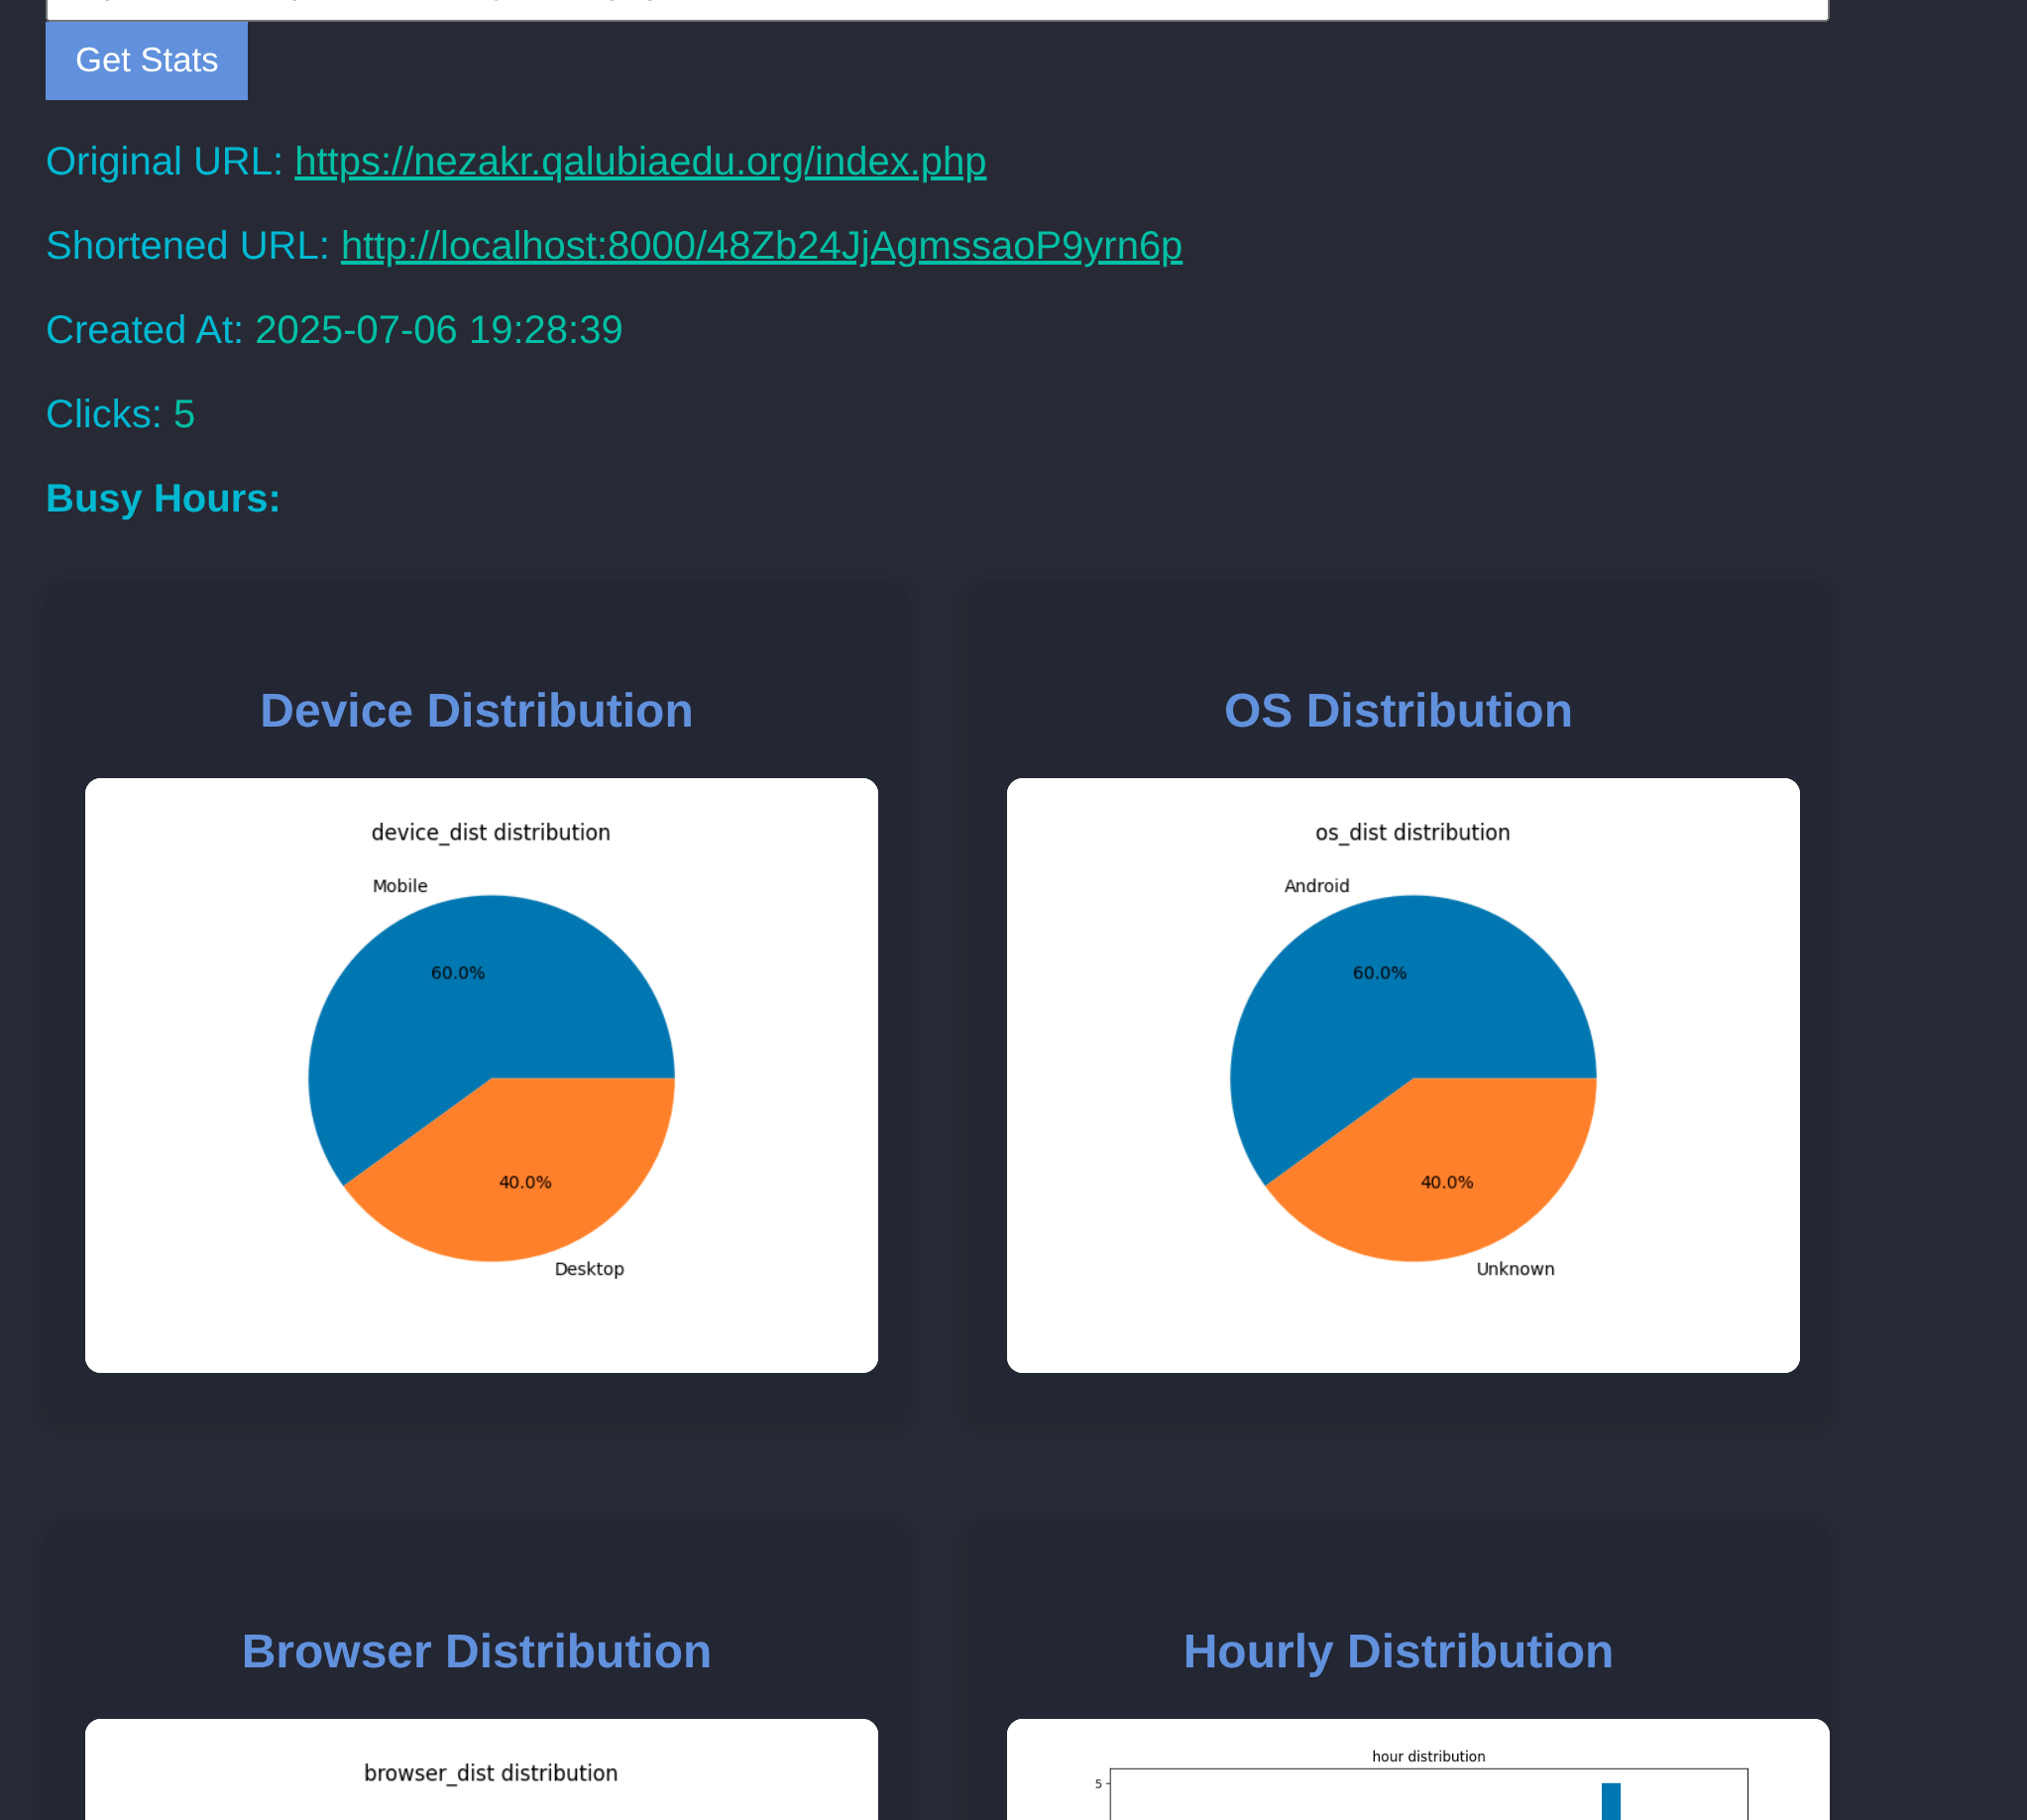 Get Stats
Original URL: https://nezakr.qalubiaedu.org/index.php
Shortened URL: http://localhost:8000/48Zb24JjAgmssaoP9yrn6p
Created At: 2025-07-06 19:28:39
Clicks: 5
Busy Hours:
Device Distribution
device_dist distribution
Mobile
60.0%
40.0%
Desktop
OS Distribution
os_dist distribution
Android
60.0%
40.0%
Unknown
Browser Distribution
browser_dist distribution
Hourly Distribution
hour distribution
5